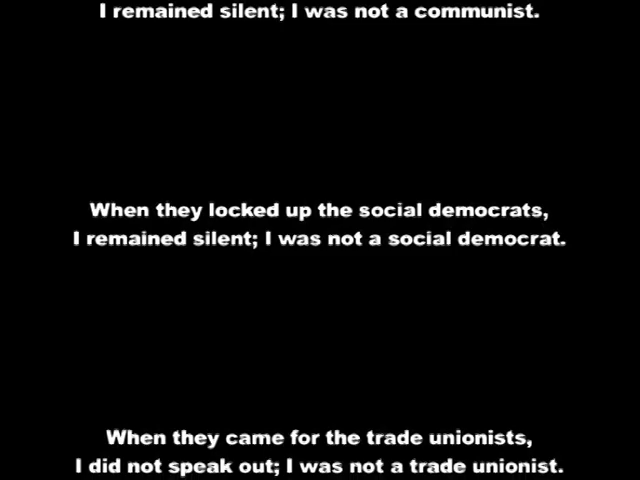 I remained silent; I was not a communist.
When they locked up the social democrats,
I remained silent; I was not a social democrat.
When they came for the trade unionists,
I did not speak out; I was not a trade unionist.